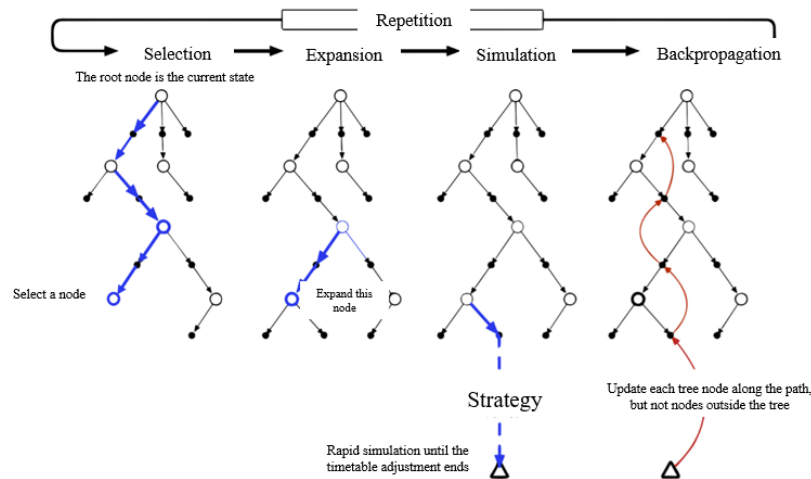 Repetition
Selection
Expansion
Simulation
Backpropagation
The root node is the current state
Select a node
Expand this
node
Strategy
Update each tree node along the path,
but not nodes outside the tree
Rapid simulation until the
timetable adjustment ends